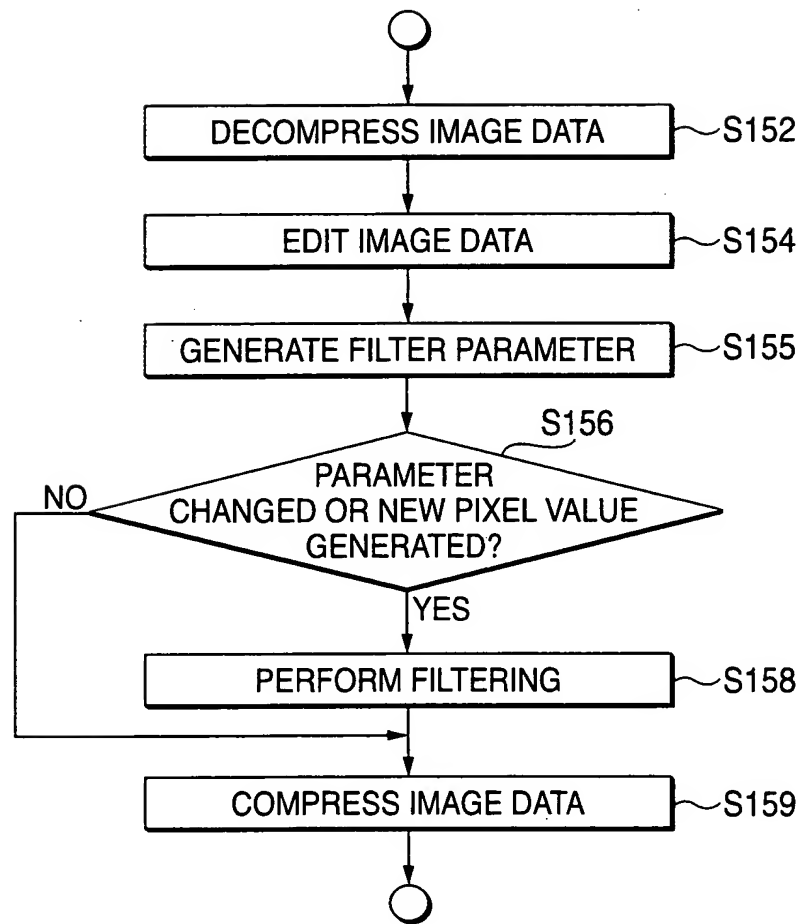 DECOMPRESS IMAGE DATA
S152
EDIT IMAGE DATA
S154
GENERATE FILTER PARAMETER
S155
S156
PARAMETER
CHANGED OR NEW PIXEL VALUE
GENERATED?
NO
YES
PERFORM FILTERING
S158
COMPRESS IMAGE DATA
S159